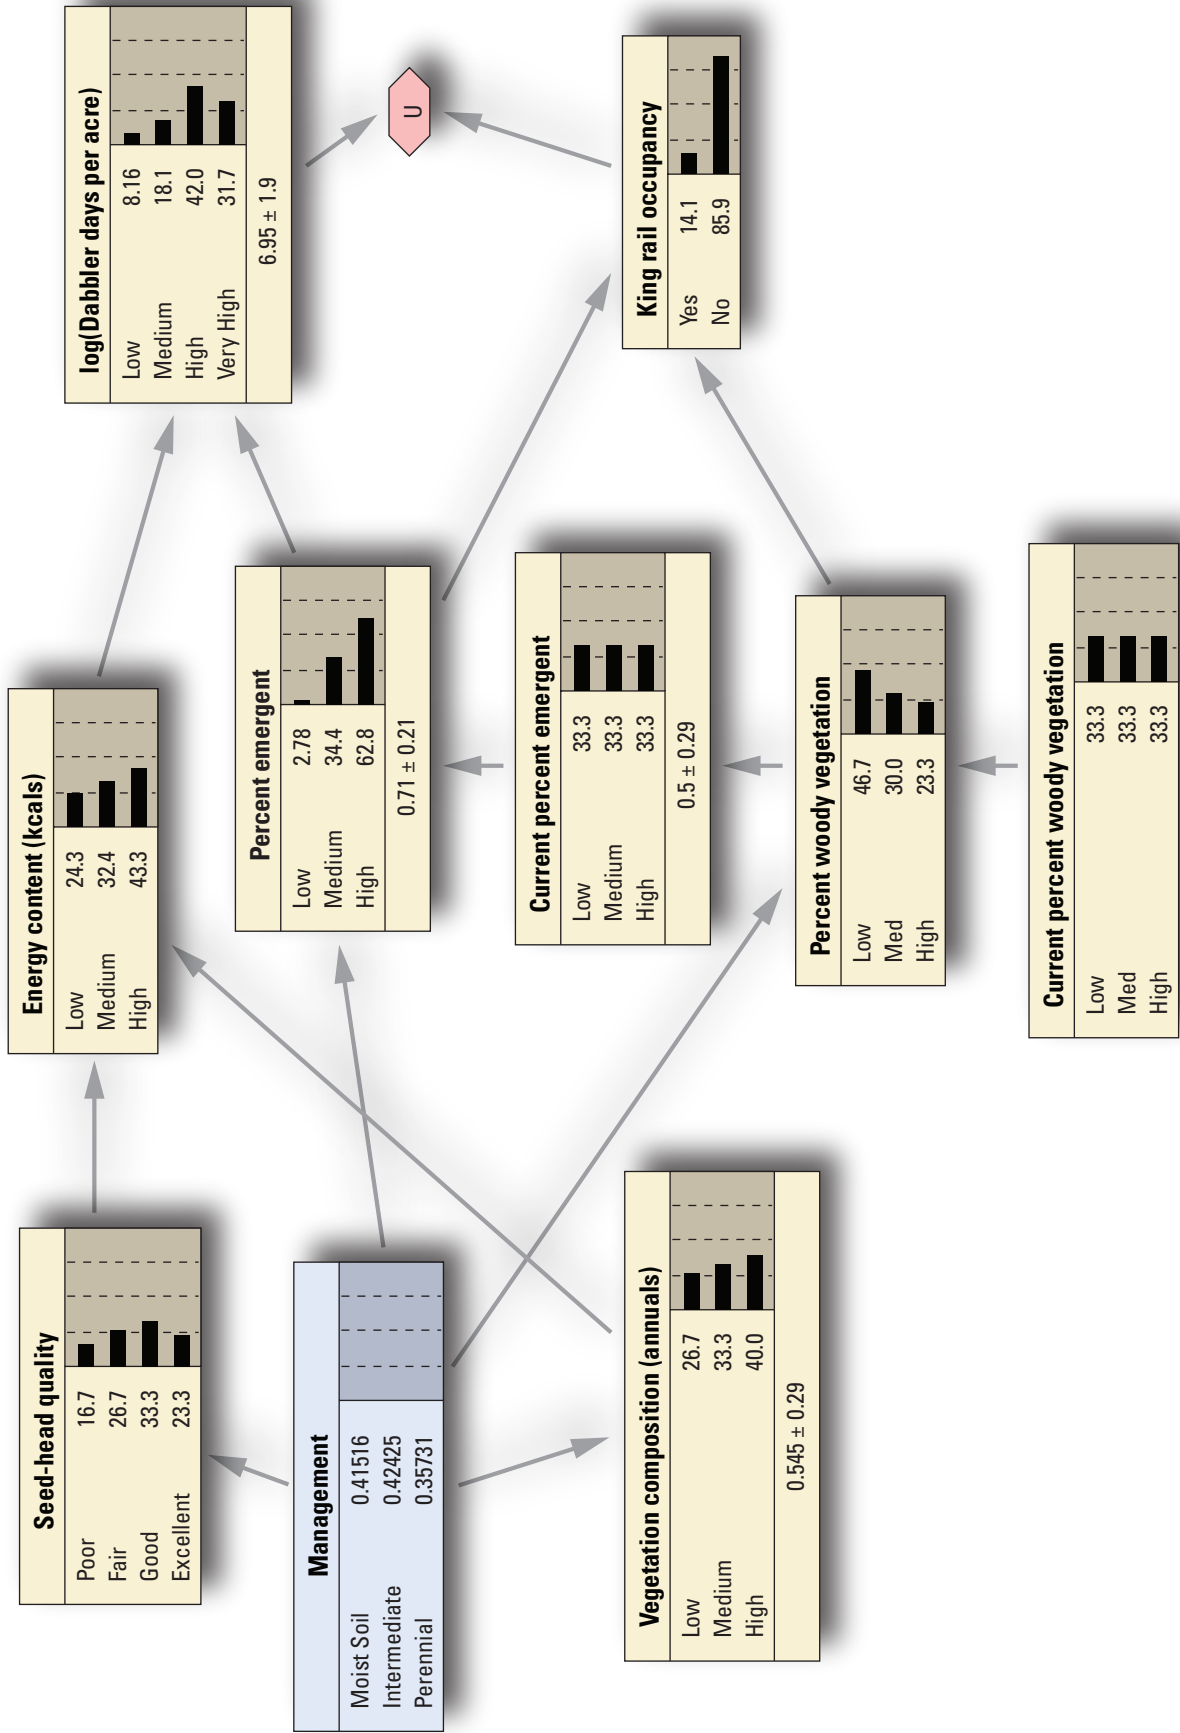 Seed-head quality
Poor 16.7
Fair 26.7
Good 33.3
Excellent 23.3
Energy content (kcals)
Low 24.3
Medium 32.4
High 43.3
log(Dabbler days per acre)
Low 8.16
Medium 18.1
High 42.0
Very High 31.7
6.95 ± 1.9
Management
Moist Soil 0.41516
Intermediate 0.42425
Perennial 0.35731
Percent emergent
Low 2.78
Medium 34.4
High 62.8
0.71 ± 0.21
U
Current percent emergent
Low 33.3
Medium 33.3
High 33.3
0.5 ± 0.29
Vegetation composition (annuals)
Low 26.7
Medium 33.3
High 40.0
0.545 ± 0.29
Percent woody vegetation
Low 46.7
Med 30.0
High 23.3
King rail occupancy
Yes 14.1
No 85.9
Current percent woody vegetation
Low 33.3
Med 33.3
High 33.3